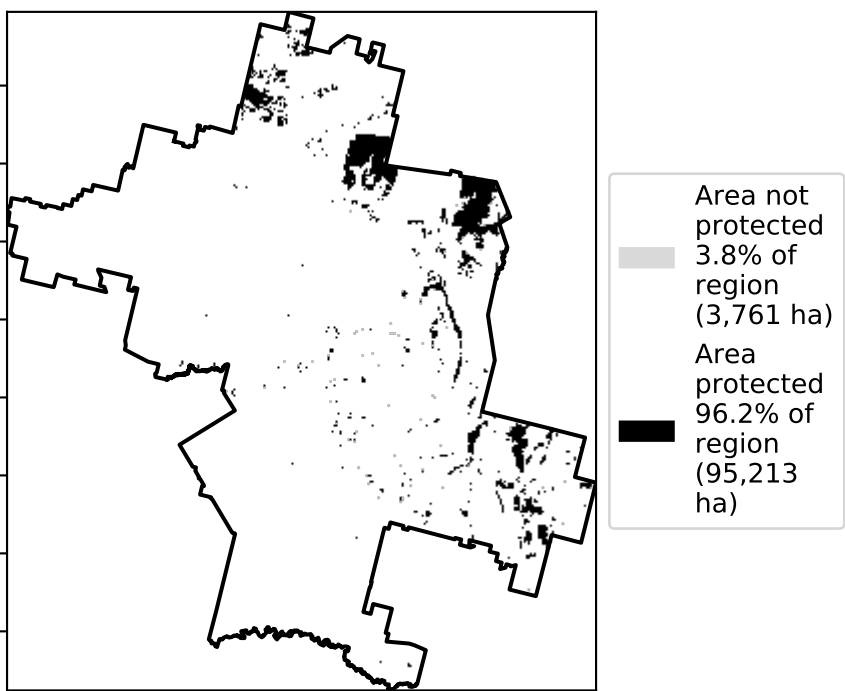 Area not
protected
3.8% of
region
(3,761 ha)
Area
protected
96.2% of
region
(95,213
ha)